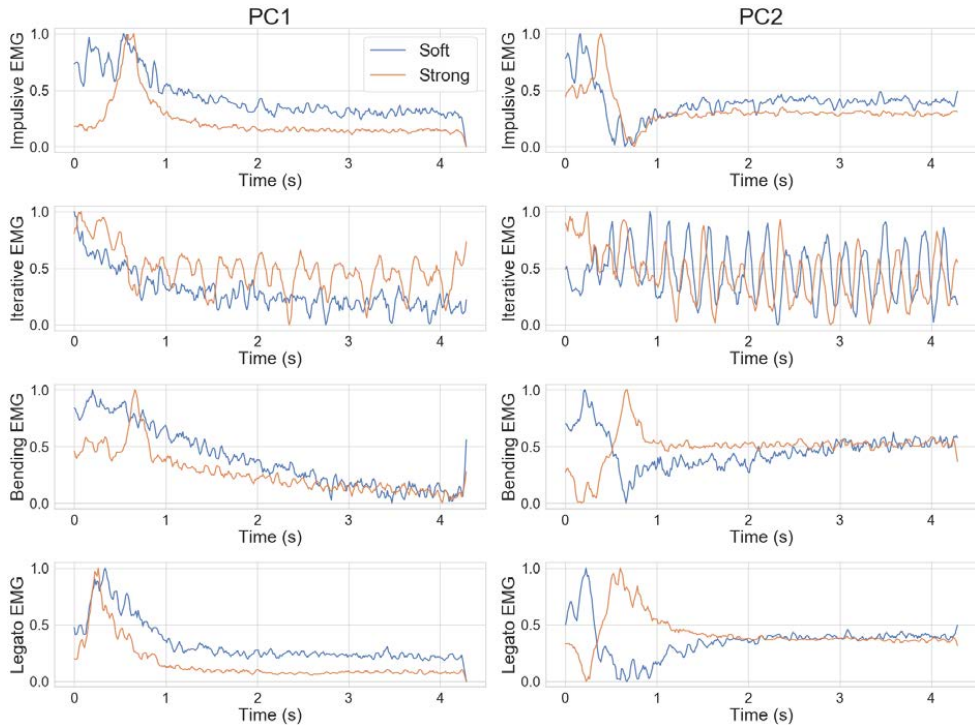 PC1
PC2
Impulsive EMG
1.0
0.5
0.0
Soft
Strong
0 1 2 3 4
Time (s)
Impulsive EMG
1.0
0.5
0.0
0 1 2 3 4
Time (s)
Iterative EMG
1.0
0.5
0.0
0 1 2 3 4
Time (s)
Iterative EMG
1.0
0.5
0.0
0 1 2 3 4
Time (s)
Bending EMG
1.0
0.5
0.0
0 1 2 3 4
Time (s)
Bending EMG
1.0
0.5
0.0
0 1 2 3 4
Time (s)
Legato EMG
1.0
0.5
0.0
0 1 2 3 4
Time (s)
Legato EMG
1.0
0.5
0.0
0 1 2 3 4
Time (s)